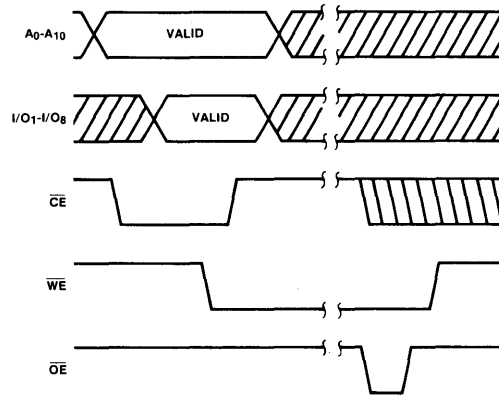 A0-A10
VALID
I/O1-I/O8
VALID
CE
WE
OE